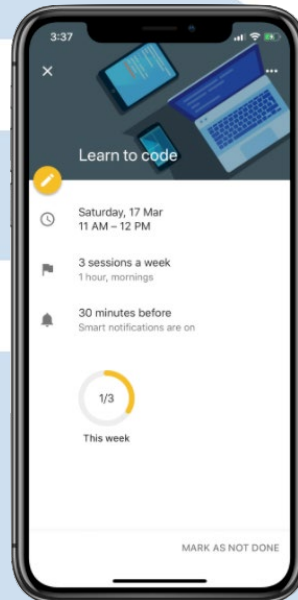 3:37
Learn to code
Saturday, 17 Mar
11 AM – 12 PM
3 sessions a week
1 hour, mornings
30 minutes before
Smart notifications are on
1/3
This week
MARK AS NOT DONE